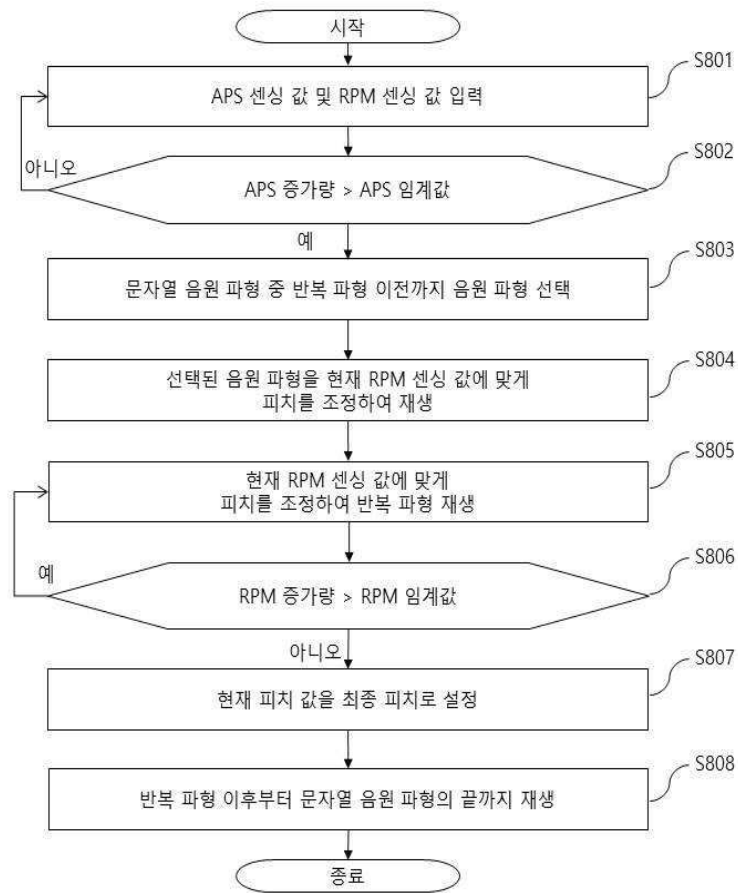 시작
S801
APS 센싱 값 및 RPM 센싱 값 입력
S802
아니오
APS 증가량 > APS 임계값
예
S803
문자열 음원 파형 중 반복 파형 이전까지 음원 파형 선택
S804
선택된 음원 파형을 현재 RPM 센싱 값에 맞게
피치를 조정하여 재생
S805
현재 RPM 센싱 값에 맞게
피치를 조정하여 반복 파형 재생
S806
예
RPM 증가량 > RPM 임계값
아니오
S807
현재 피치 값을 최종 피치로 설정
S808
반복 파형 이후부터 문자열 음원 파형의 끝까지 재생
종료